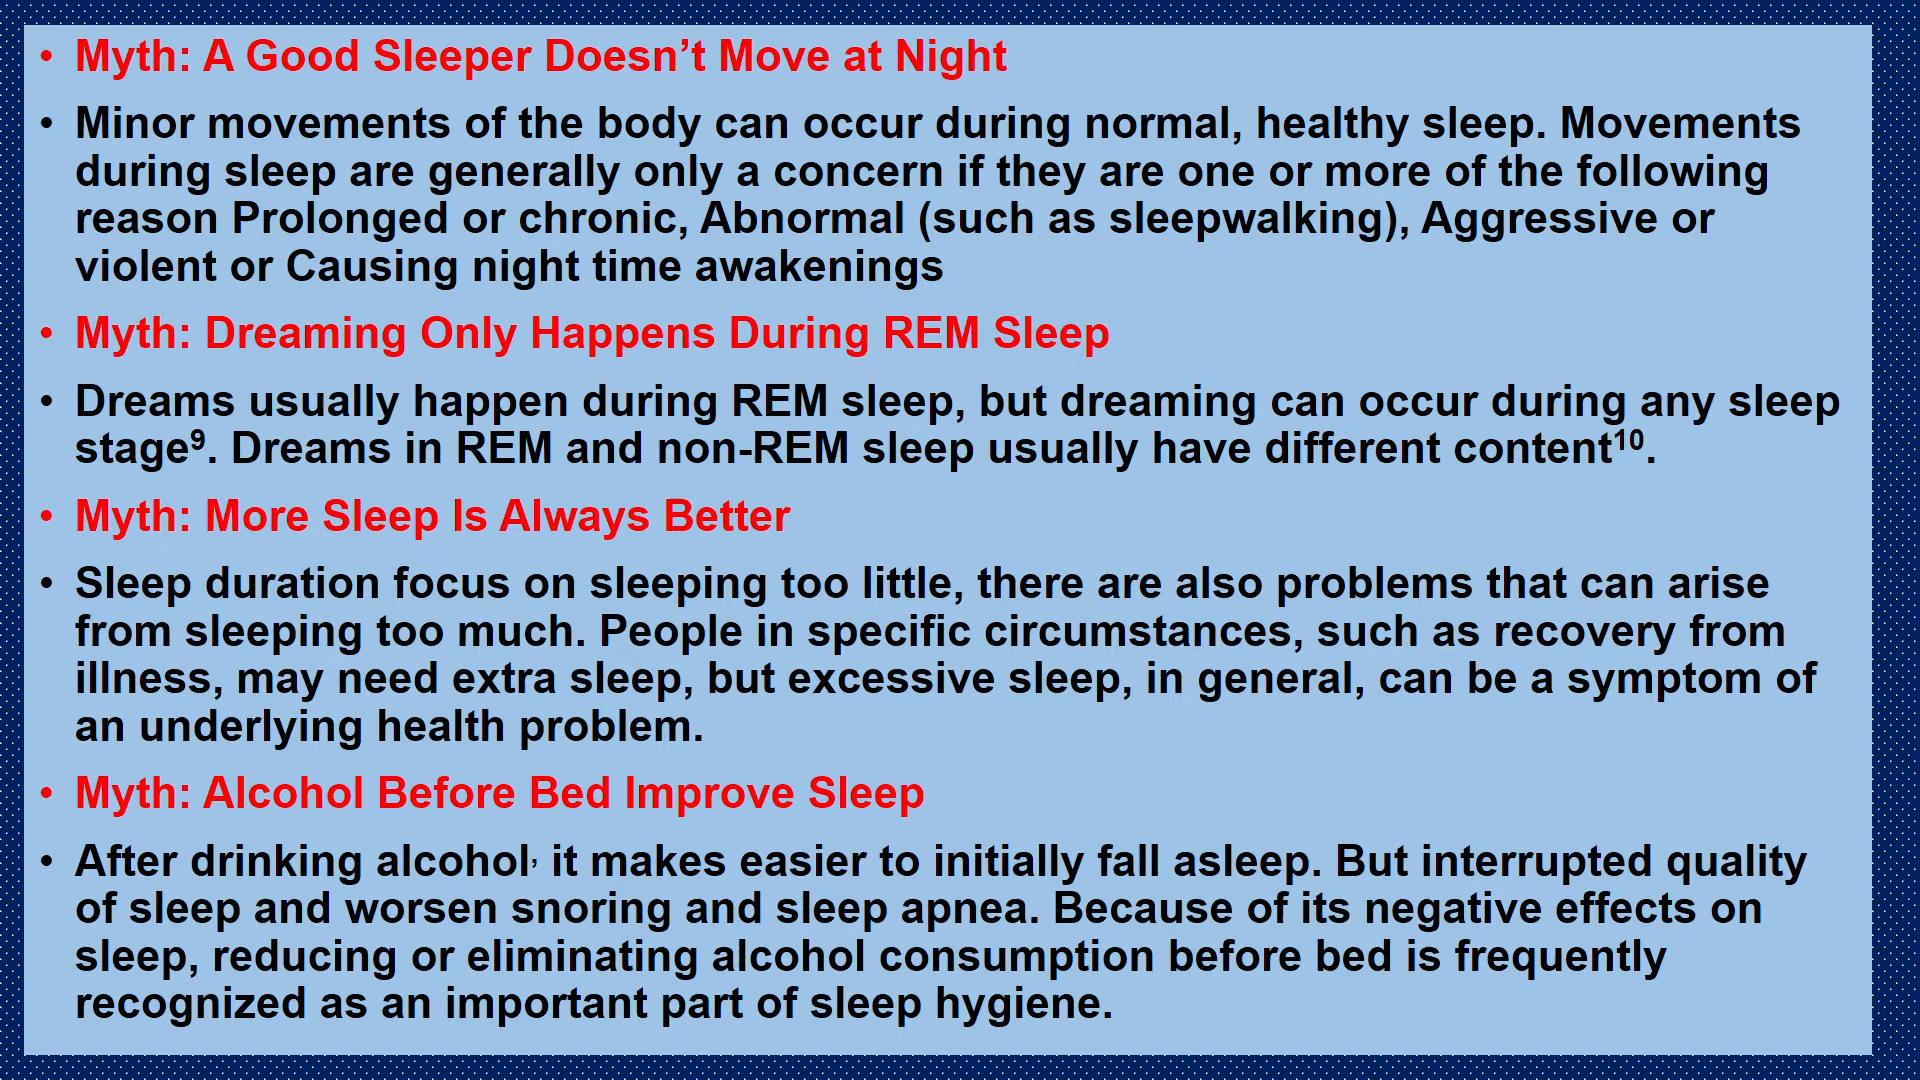 • Myth: A Good Sleeper Doesn’t Move at Night
• Minor movements of the body can occur during normal, healthy sleep. Movements
during sleep are generally only a concern if they are one or more of the following
reason Prolonged or chronic, Abnormal (such as sleepwalking), Aggressive or
violent or Causing night time awakenings
• Myth: Dreaming Only Happens During REM Sleep
• Dreams usually happen during REM sleep, but dreaming can occur during any sleep
stage⁹. Dreams in REM and non-REM sleep usually have different content¹⁰.
• Myth: More Sleep Is Always Better
• Sleep duration focus on sleeping too little, there are also problems that can arise
from sleeping too much. People in specific circumstances, such as recovery from
illness, may need extra sleep, but excessive sleep, in general, can be a symptom of
an underlying health problem.
• Myth: Alcohol Before Bed Improve Sleep
• After drinking alcohol, it makes easier to initially fall asleep. But interrupted quality
of sleep and worsen snoring and sleep apnea. Because of its negative effects on
sleep, reducing or eliminating alcohol consumption before bed is frequently
recognized as an important part of sleep hygiene.